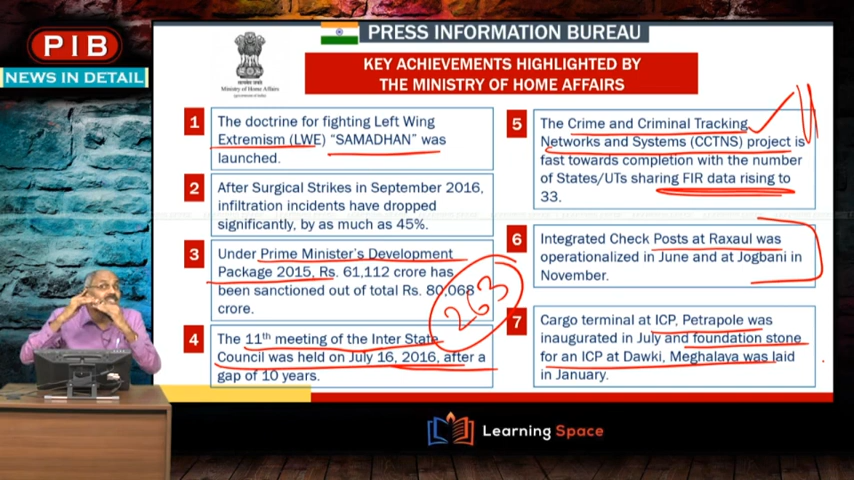 PIB
NEWS IN DETAIL
PRESS INFORMATION BUREAU
Ministry of Home Affairs
KEY ACHIEVEMENTS HIGHLIGHTED BY
THE MINISTRY OF HOME AFFAIRS
1
The doctrine for fighting Left Wing
Extremism (LWE) “SAMADHAN” was
launched.
2
After Surgical Strikes in September 2016,
infiltration incidents have dropped
significantly, by as much as 45%.
3
Under Prime Minister’s Development
Package 2015, Rs. 61,112 crore has
been sanctioned out of total Rs. 80,068
crore.
263
4
The 11th meeting of the Inter State
Council was held on July 16, 2016, after a
gap of 10 years.
5
The Crime and Criminal Tracking
Networks and Systems (CCTNS) project is
fast towards completion with the number
of States/UTs sharing FIR data rising to
33.
6
Integrated Check Posts at Raxaul was
operationalized in June and at Jogbani in
November.
7
Cargo terminal at ICP, Petrapole was
inaugurated in July and foundation stone
for an ICP at Dawki, Meghalaya was laid
in January.
Learning Space